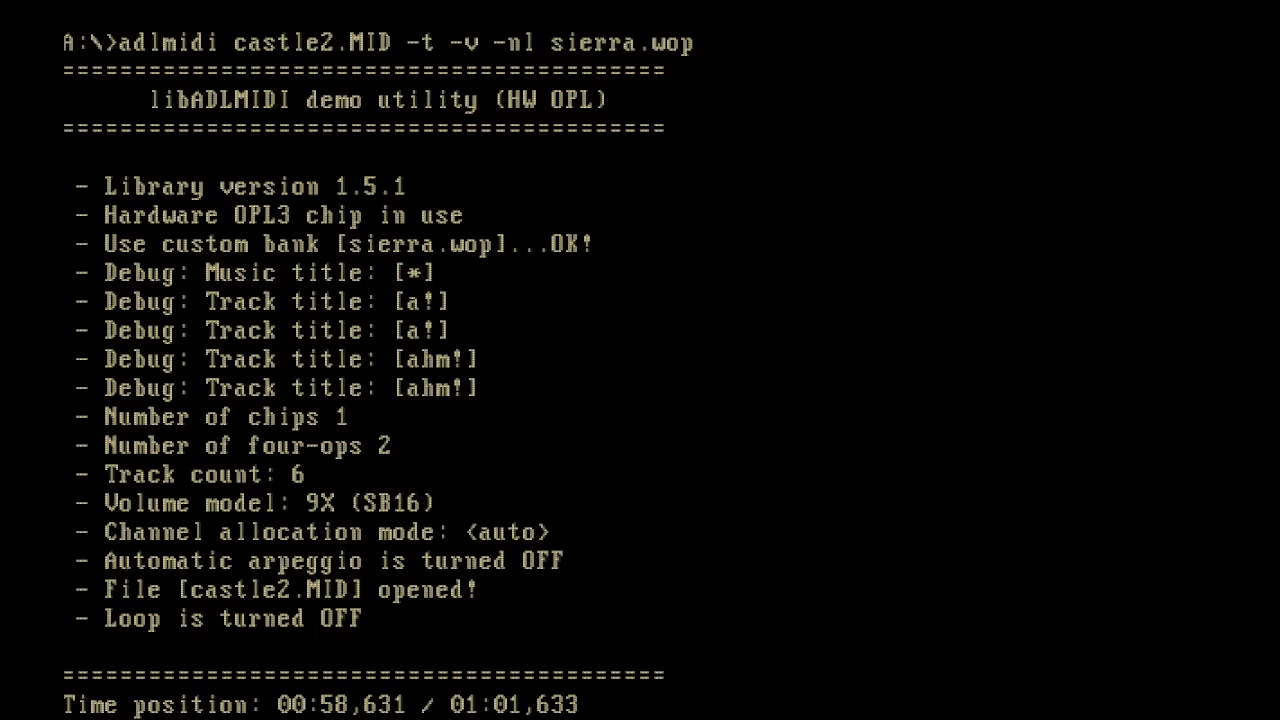 A:\>adlmidi castle2.MID -t -v -nl sierra.wop
==========================================
libADLMIDI demo utility (HW OPL)
==========================================
- Library version 1.5.1
- Hardware OPL3 chip in use
- Use custom bank [sierra.wop]...OK!
- Debug: Music title: [*]
- Debug: Track title: [a!]
- Debug: Track title: [a!]
- Debug: Track title: [ahm!]
- Debug: Track title: [ahm!]
- Number of chips 1
- Number of four-ops 2
- Track count: 6
- Volume model: 9X (SB16)
- Channel allocation mode: <auto>
- Automatic arpeggio is turned OFF
- File [castle2.MID] opened!
- Loop is turned OFF
==========================================
Time position: 00:58,631 / 01:01,633